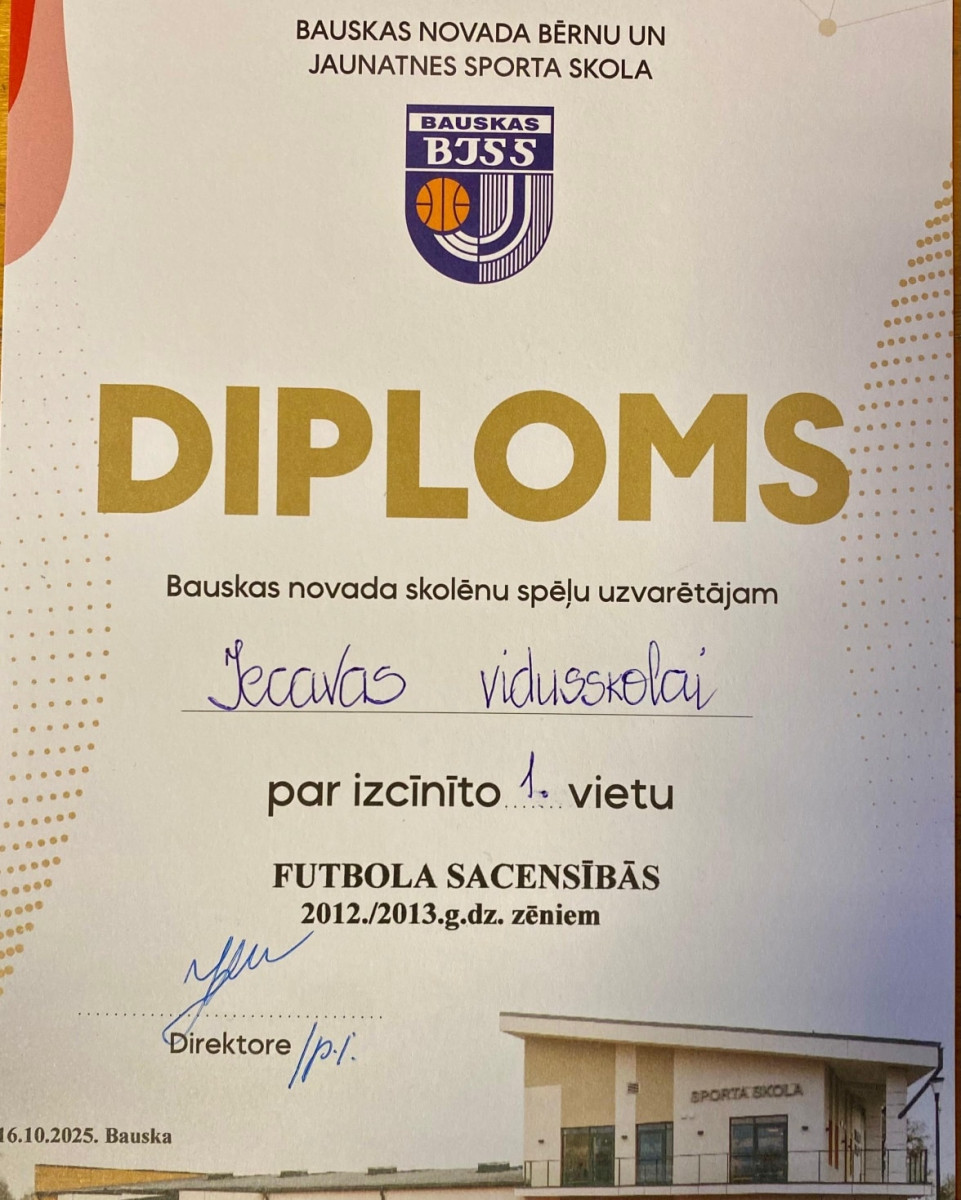 BAUSKAS NOVADA BĒRNU UN
JAUNATNES SPORTA SKOLA
BAUSKAS
BJSS
DIPLOMS
Bauskas novada skolēnu spēļu uzvarētājam
Iecavas vidusskolai
par izcīnīto 1. vietu
FUTBOLA SACENSĪBĀS
2012./2013.g.dz. zēniem
Direktore /p.i.
SPORTA SKOLA
16.10.2025. Bauska